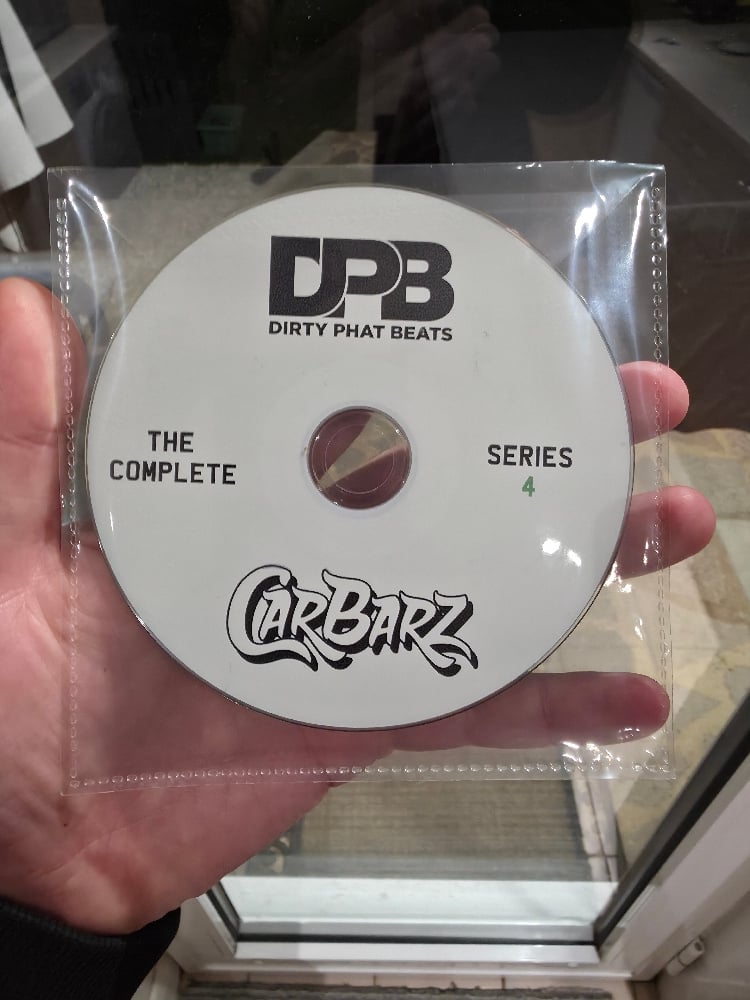 DPB
DIRTY PHAT BEATS
THE
COMPLETE
SERIES
4
CARBARZ